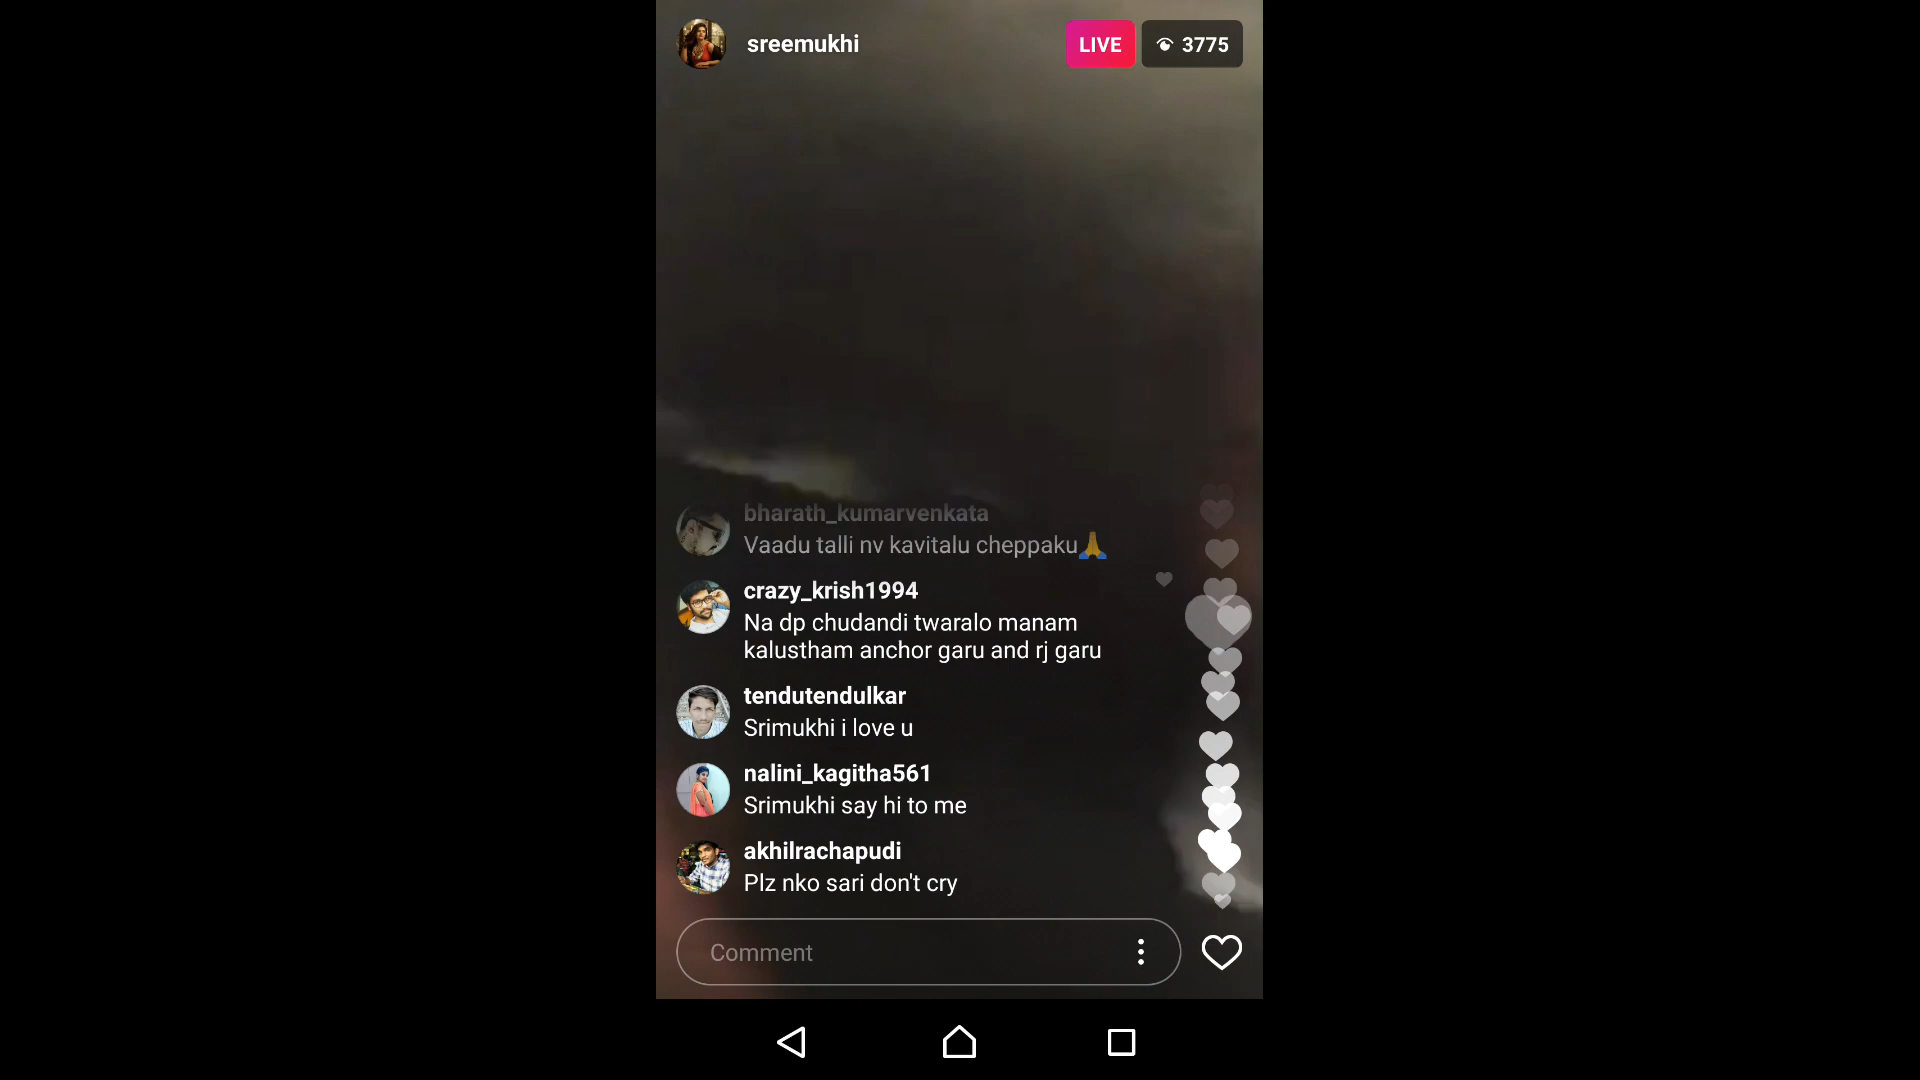 sreemukhi
LIVE
3775
bharath_kumarvenkata
Vaadu talli nv kavitalu cheppaku🙏
crazy_krish1994
Na dp chudandi twaralo manam
kalustham anchor garu and rj garu
tendutendulkar
Srimukhi i love u
nalini_kagitha561
Srimukhi say hi to me
akhilrachapudi
Plz nko sari don't cry
Comment